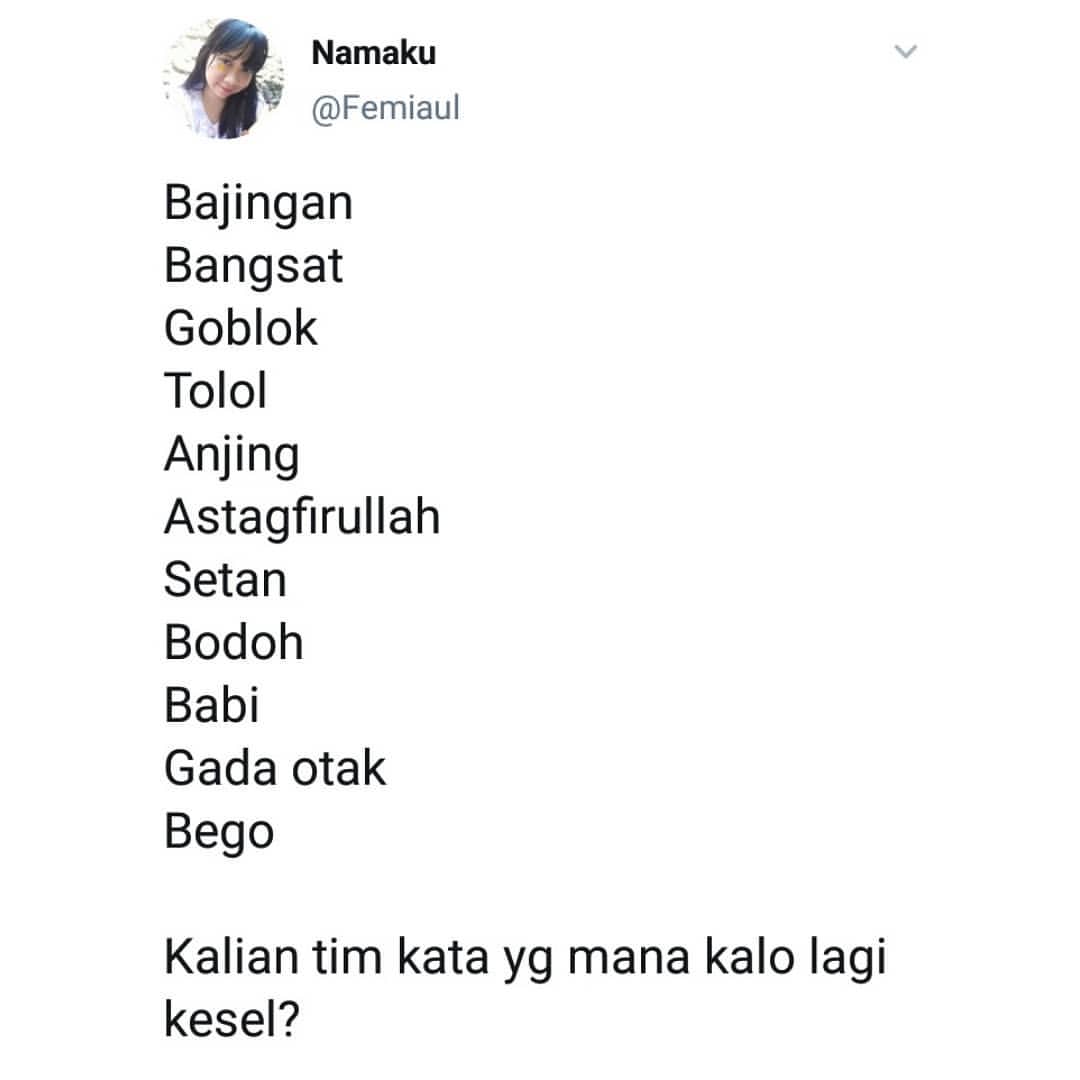 Namaku
@Femiaul
Bajingan
Bangsat
Goblok
Tolol
Anjing
Astagfirullah
Setan
Bodoh
Babi
Gada otak
Bego
Kalian tim kata yg mana kalo lagi
kesel?